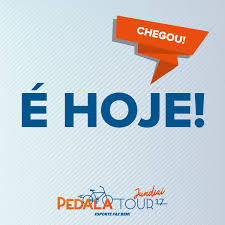 CHEGOU!
É HOJE!
Jundiaí
PEDALA TOUR 17
ESPORTE FAZ BEM!